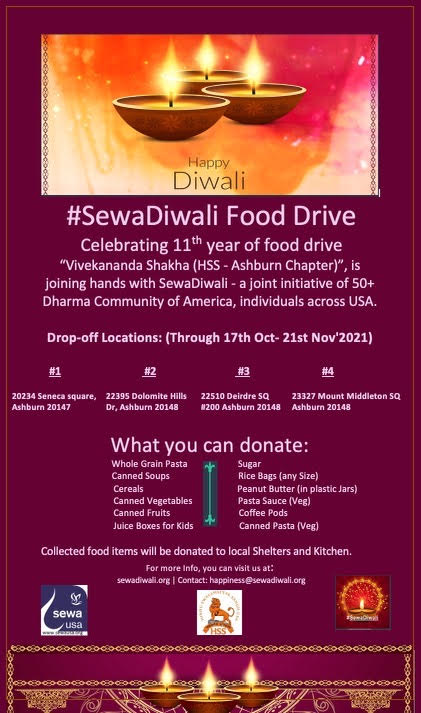 Happy
Diwali
#SewaDiwali Food Drive
Celebrating 11th year of food drive
“Vivekananda Shakha (HSS - Ashburn Chapter)”, is
joining hands with SewaDiwali - a joint initiative of 50+
Dharma Community of America, individuals across USA.
Drop-off Locations: (Through 17th Oct- 21st Nov'2021)
#1 #2 #3 #4
20234 Seneca square, 22395 Dolomite Hills 22510 Deirdre SQ 23327 Mount Middleton SQ
Ashburn 20147 Dr, Ashburn 20148 #200 Ashburn 20148 Ashburn 20148
What you can donate:
Whole Grain Pasta Sugar
Canned Soups Rice Bags (any Size)
Cereals Peanut Butter (in plastic Jars)
Canned Vegetables Pasta Sauce (Veg)
Canned Fruits Coffee Pods
Juice Boxes for Kids Canned Pasta (Veg)
Collected food items will be donated to local Shelters and Kitchen.
For more Info, you can visit us at:
sewadiwali.org | Contact: happiness@sewadiwali.org
sewa
usa
www.sewausa.org
HSS
#SewaDiwali